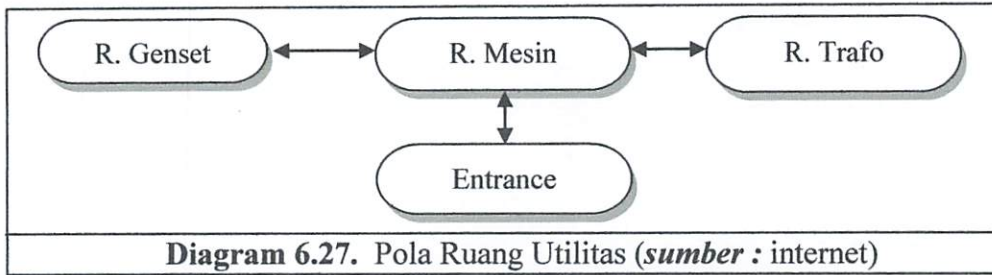 R. Genset
R. Mesin
R. Trafo
Entrance
Diagram 6.27. Pola Ruang Utilitas (sumber : internet)